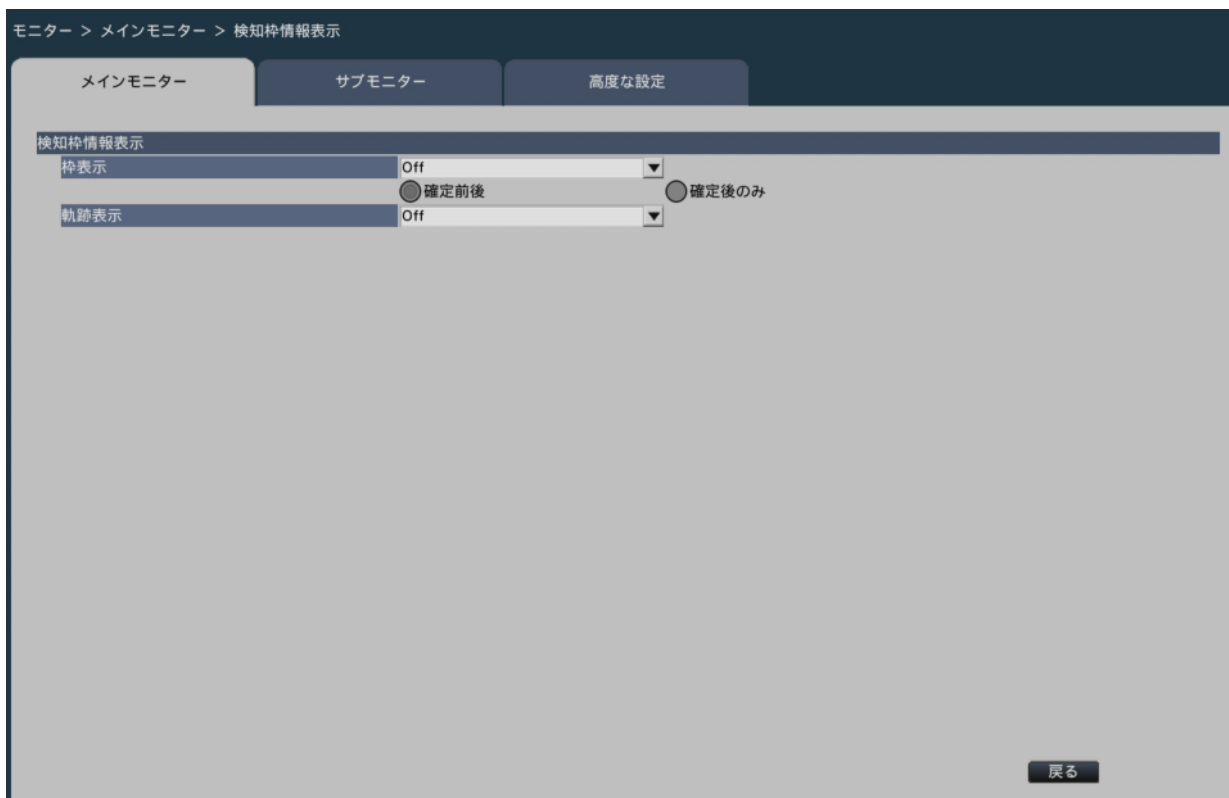 モニター > メインモニター > 検知枠情報表示
メインモニター サブモニター 高度な設定
検知枠情報表示
枠表示 Off
確定前後 確定後のみ
軌跡表示 Off
戻る